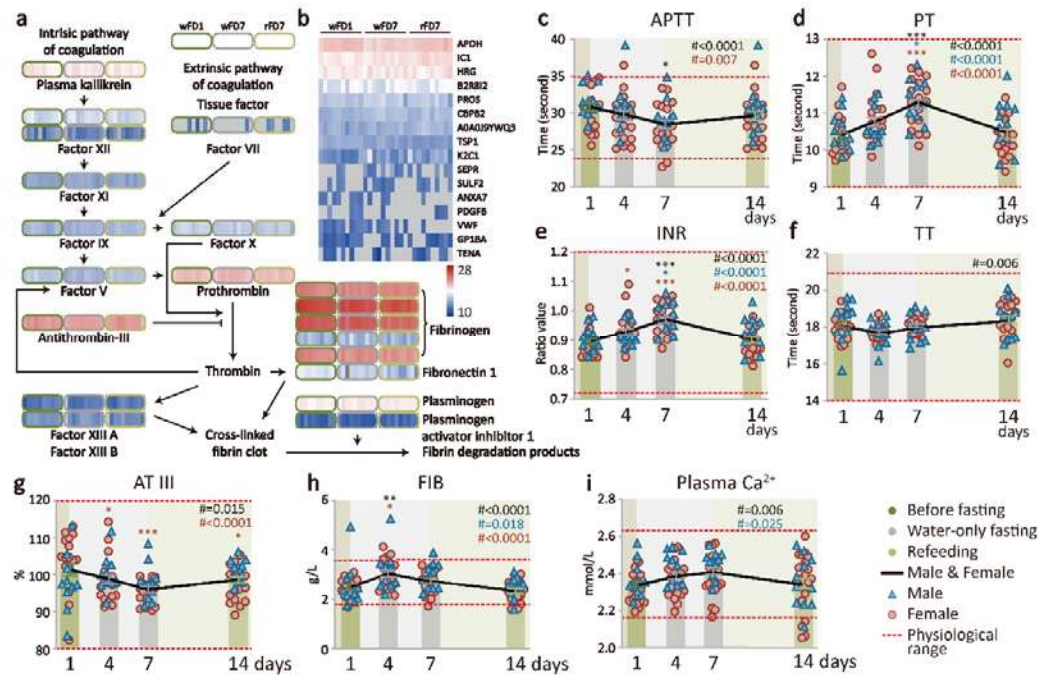 a
wFD1 wFD7 rFD7
Intrisic pathway
of coagulation
Plasma kallikrein
Extrinsic pathway
of coagulation
Tissue factor
Factor XII
Factor VII
Factor XI
Factor IX
Factor X
Factor V
Prothrombin
Antithrombin-III
Fibrinogen
Thrombin
Fibronectin 1
Plasminogen
Plasminogen
activator inhibitor 1
Factor XIII A
Factor XIII B
Cross-linked
fibrin clot
Fibrin degradation products
b
wFD1 wFD7 rFD7
APOH
IC1
HRG
B2R8I2
PROS
CBPB2
A0A0J9YWQ3
TSP1
K2C1
SEPR
SULF2
ANXA7
PDGFB
VWF
GP1BA
TENA
28
10
c APTT
Time (second)
40
35
30
25
20
#<0.0001
#=0.007
*
1 4 7 14
days
d PT
Time (second)
13
12
11
10
9
***
*
***
#<0.0001
#<0.0001
#<0.0001
1 4 7 14
days
e INR
Ratio value
1.2
1.1
1.0
0.9
0.8
0.7
*
***
*
***
#<0.0001
#<0.0001
#<0.0001
1 4 7 14
days
f TT
Time (second)
22
20
18
16
14
#=0.006
1 4 7 14
days
g AT III
%
120
110
100
90
80
* *** *
#=0.015
#<0.0001
1 4 7 14 days
h FIB
g/L
6
4
2
0
**
*
#<0.0001
#=0.018
#<0.0001
1 4 7 14 days
i Plasma Ca²⁺
mmol/L
2.8
2.6
2.4
2.2
2.0
#=0.006
#=0.025
1 4 7 14 days
Before fasting
Water-only fasting
Refeeding
Male & Female
Male
Female
Physiological
range